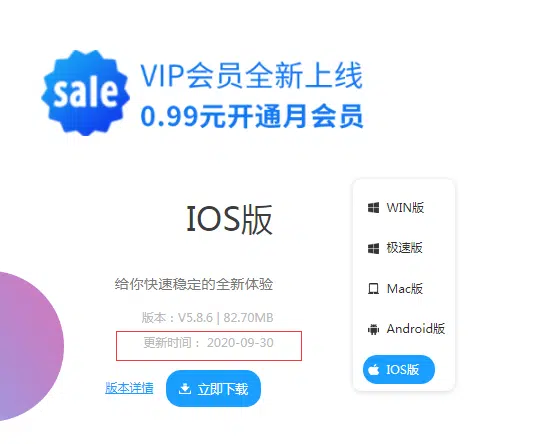 sale
VIP会员全新上线
0.99元开通月会员
IOS版
给你快速稳定的全新体验
版本：V5.8.6 | 82.70MB
更新时间： 2020-09-30
版本详情
立即下载
WIN版
极速版
Mac版
Android版
IOS版